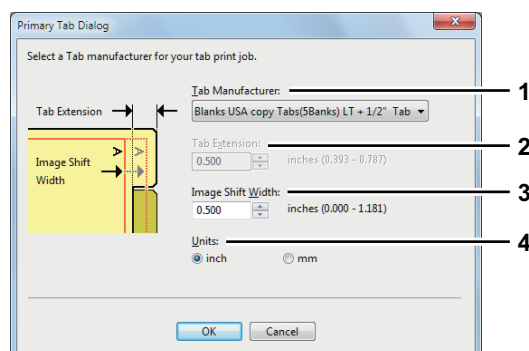 Primary Tab Dialog
x
Select a Tab manufacturer for your tab print job.
Tab Manufacturer:
1
Blanks USA copy Tabs(5Banks) LT + 1/2" Tab
Tab Extension
Tab Extension:
2
0.500 inches (0.393 - 0.787)
A A
Image Shift
Width
Image Shift Width:
3
0.500 inches (0.000 - 1.181)
Units:
4
inch mm
OK Cancel